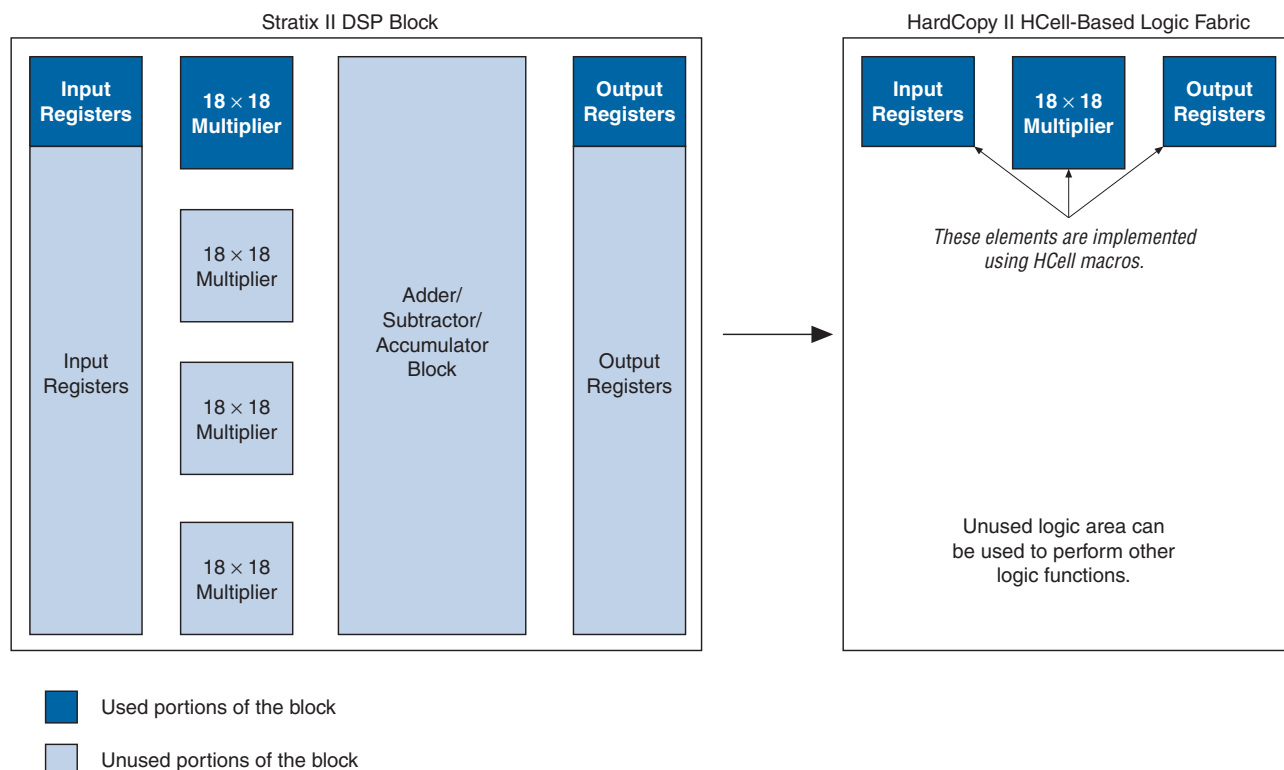 Stratix II DSP Block
Input
Registers
18 × 18
Multiplier
Output
Registers
18 × 18
Multiplier
Input
Registers
18 × 18
Multiplier
18 × 18
Multiplier
Adder/
Subtractor/
Accumulator
Block
Output
Registers
HardCopy II HCell-Based Logic Fabric
Input
Registers
18 × 18
Multiplier
Output
Registers
These elements are implemented
using HCell macros.
Unused logic area can
be used to perform other
logic functions.
Used portions of the block
Unused portions of the block